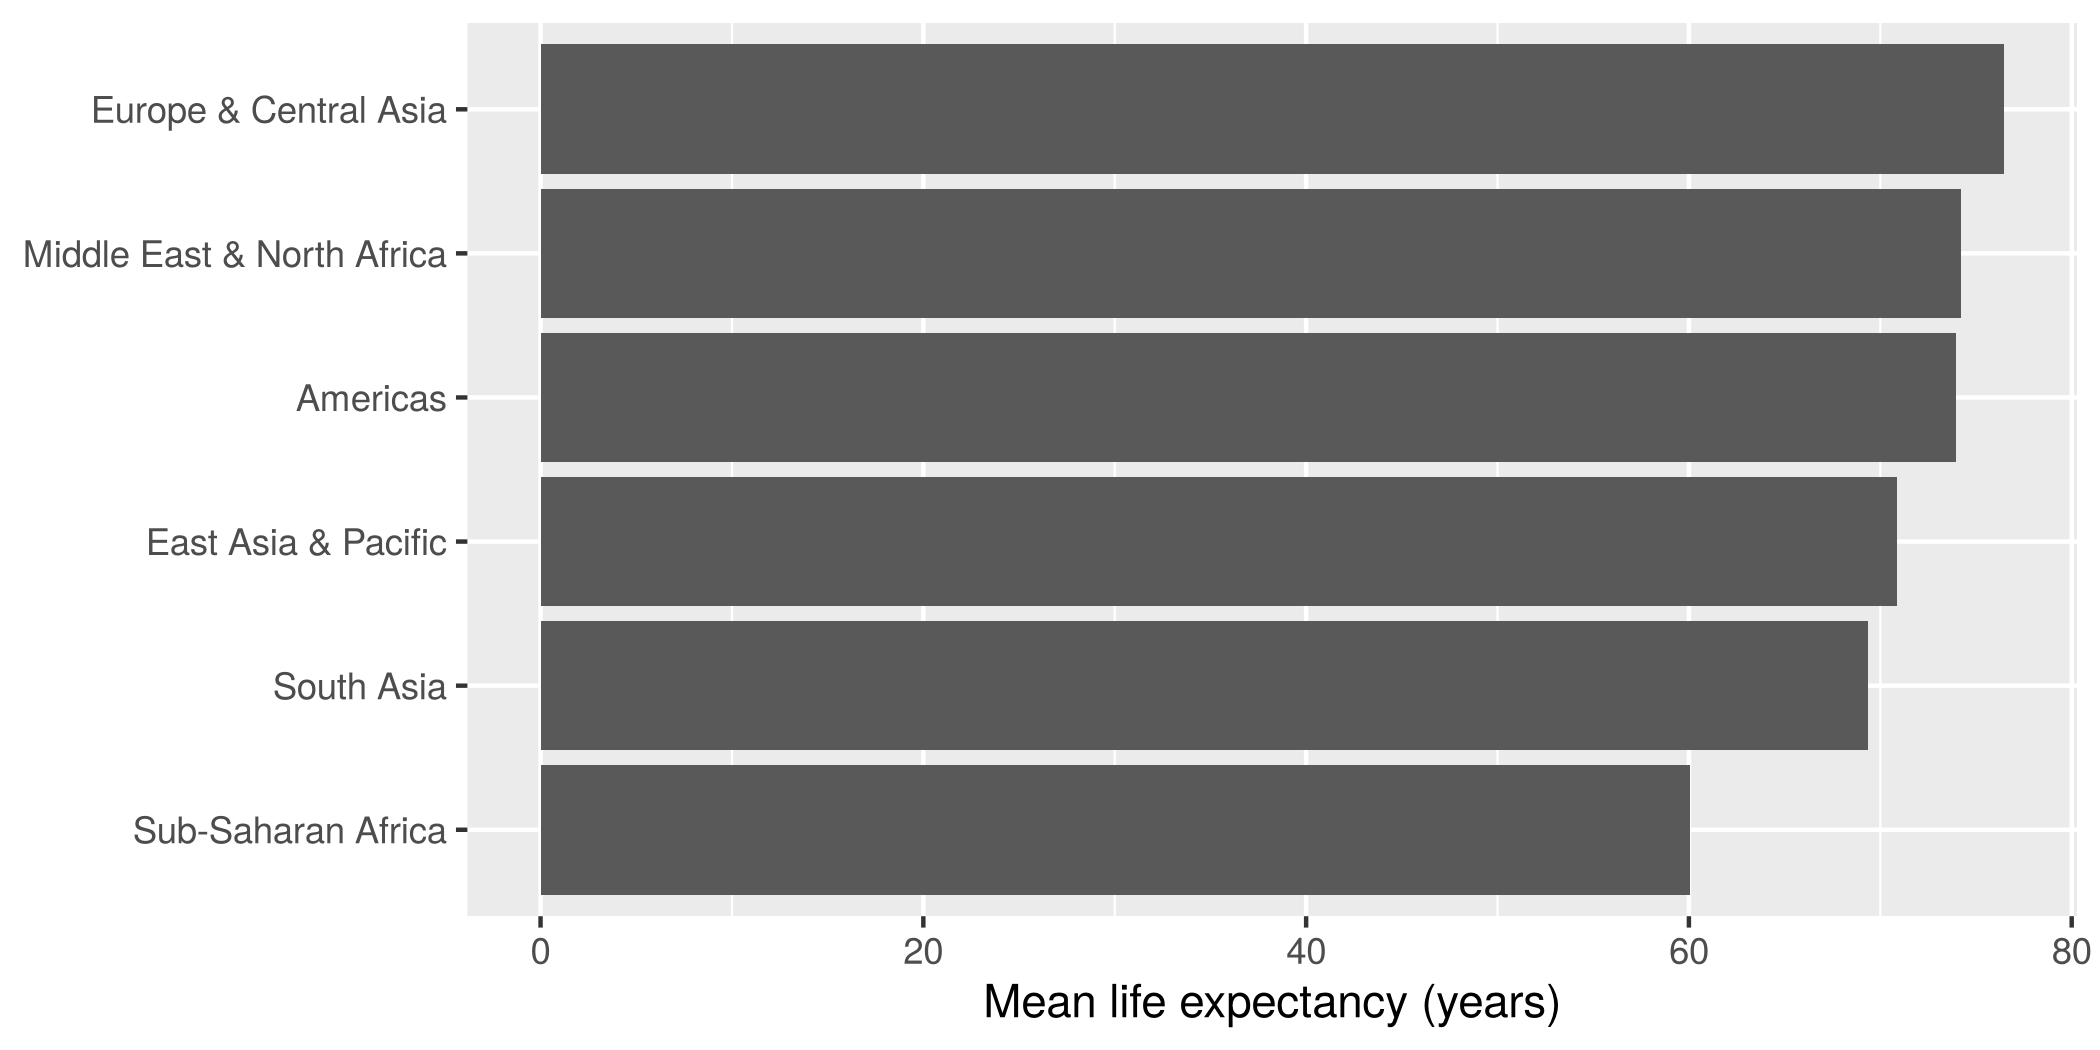 Europe & Central Asia
Middle East & North Africa
Americas
East Asia & Pacific
South Asia
Sub-Saharan Africa
0 20 40 60 80
Mean life expectancy (years)